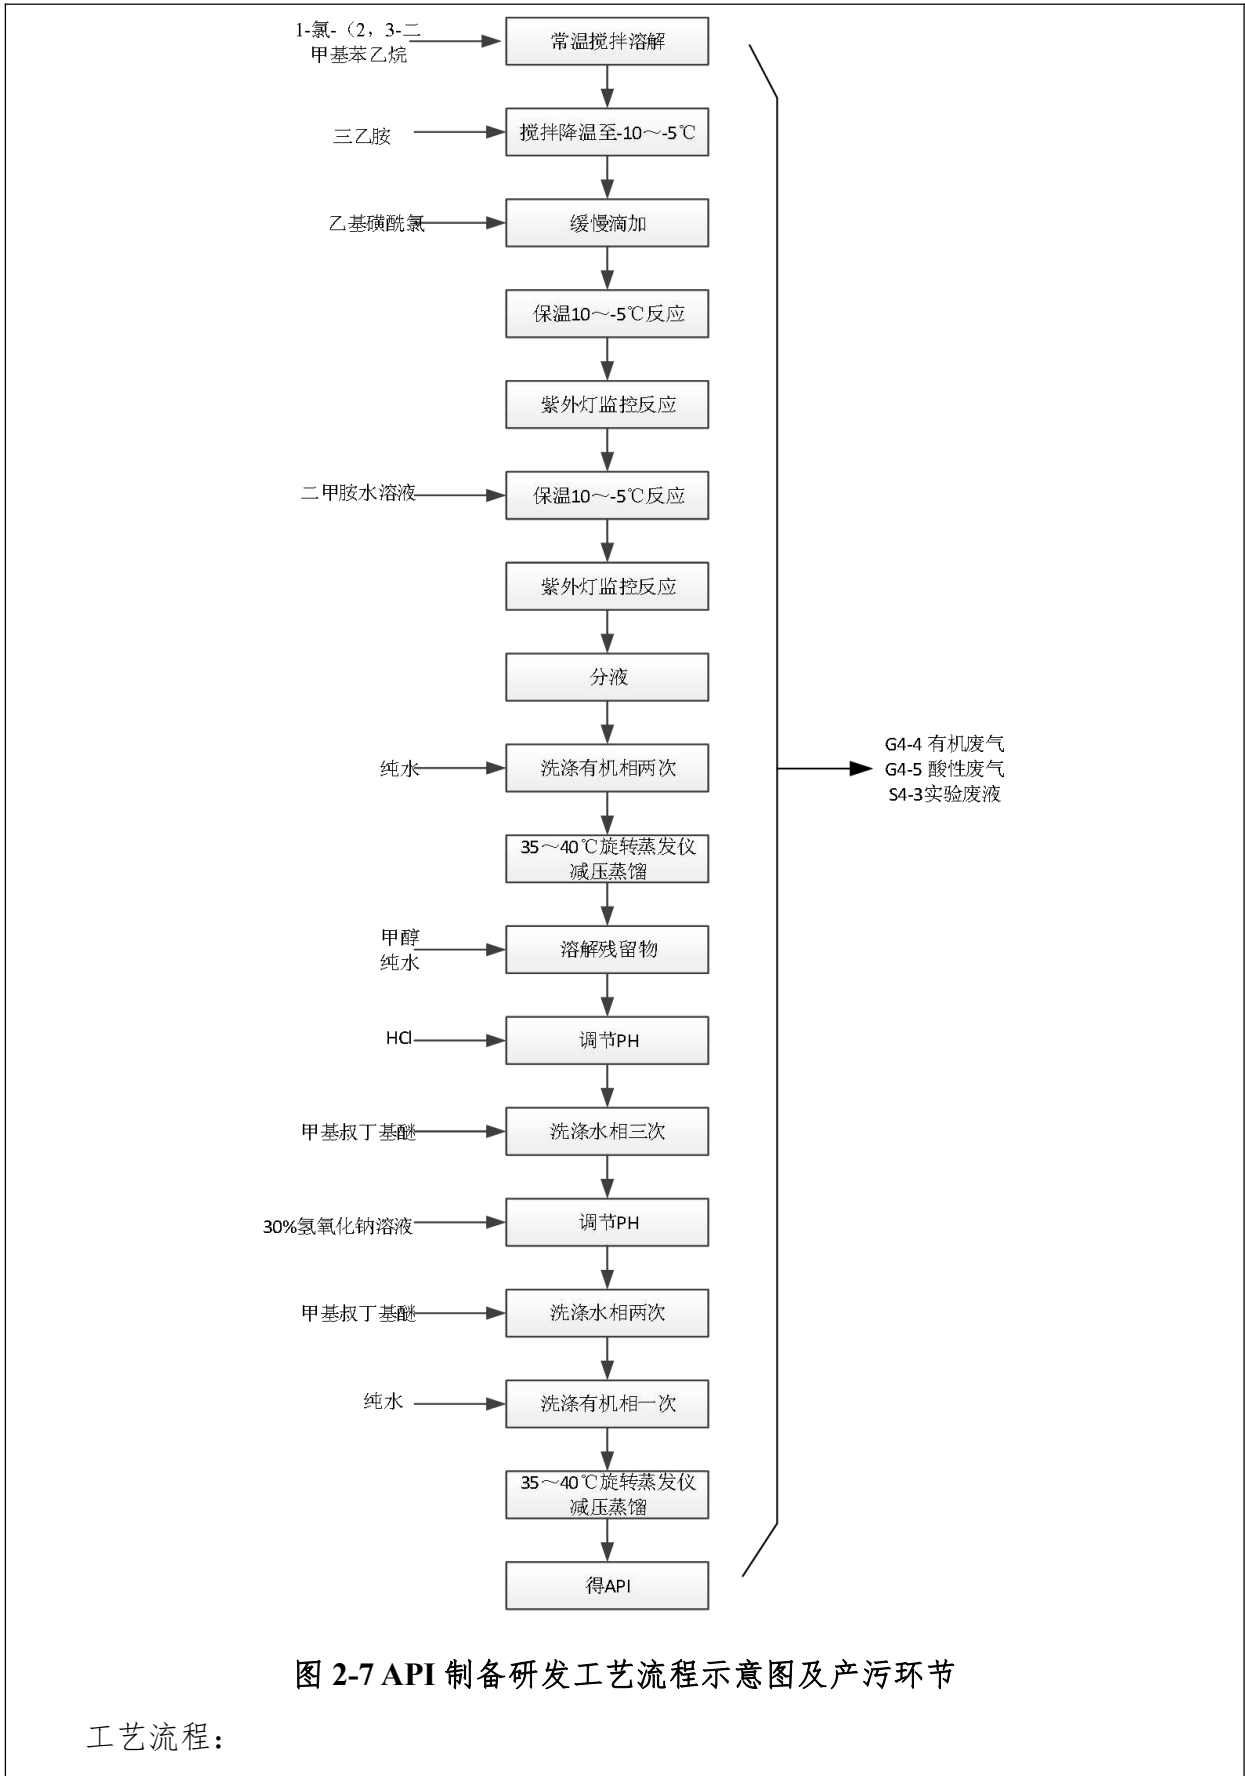 1-氯-（2，3-二
甲基苯乙烷
常温搅拌溶解
三乙胺
搅拌降温至-10～-5℃
乙基磺酰氯
缓慢滴加
保温10～-5℃反应
紫外灯监控反应
二甲胺水溶液
保温10～-5℃反应
紫外灯监控反应
分液
G4-4 有机废气
G4-5 酸性废气
S4-3实验废液
纯水
洗涤有机相两次
35～40℃旋转蒸发仪
减压蒸馏
甲醇
纯水
溶解残留物
HCl
调节PH
甲基叔丁基醚
洗涤水相三次
30%氢氧化钠溶液
调节PH
甲基叔丁基醚
洗涤水相两次
纯水
洗涤有机相一次
35～40℃旋转蒸发仪
减压蒸馏
得API
图 2-7 API 制备研发工艺流程示意图及产污环节
工艺流程：